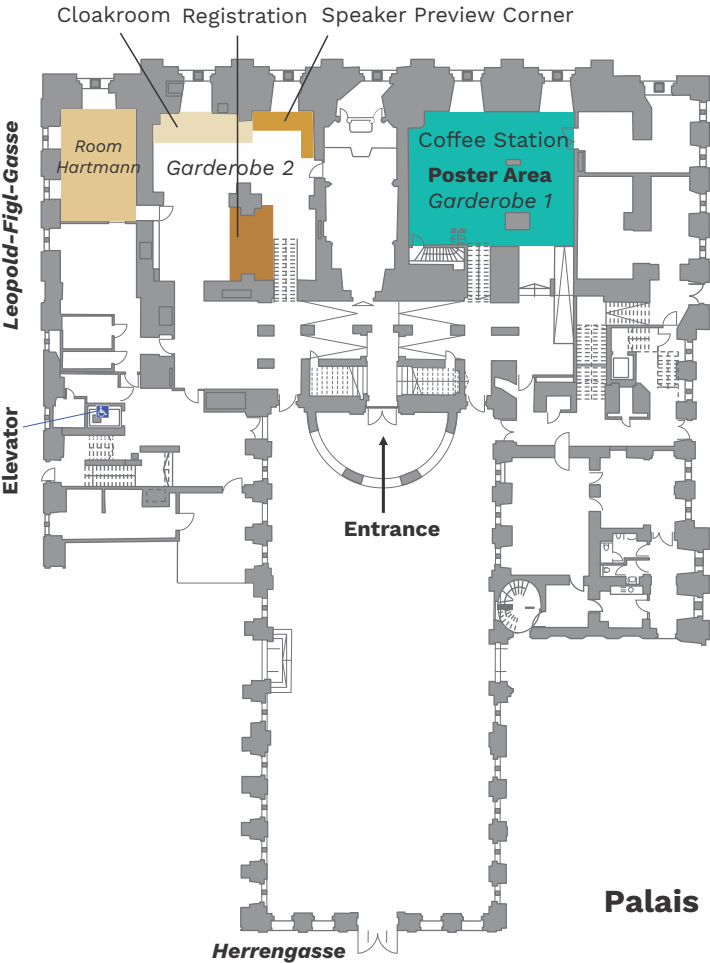 Cloakroom Registration Speaker Preview Corner
Room
Hartmann
Garderobe 2
Coffee Station
Poster Area
Garderobe 1
Leopold-Figl-Gasse
Elevator
Entrance
Palais
Herrengasse